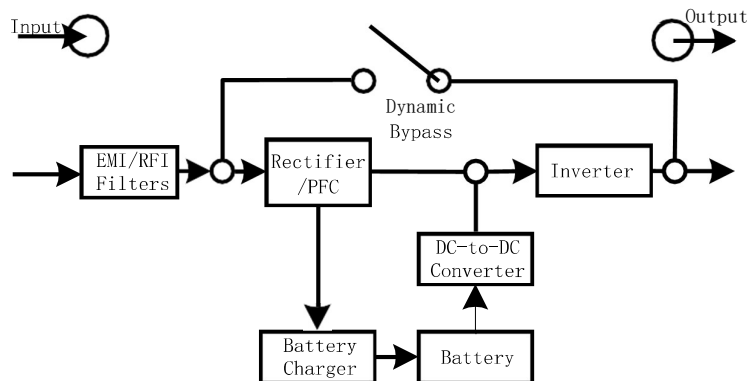 Input
Output
Dynamic
Bypass
EMI/RFI
Filters
Rectifier
/PFC
Inverter
DC-to-DC
Converter
Battery
Charger
Battery